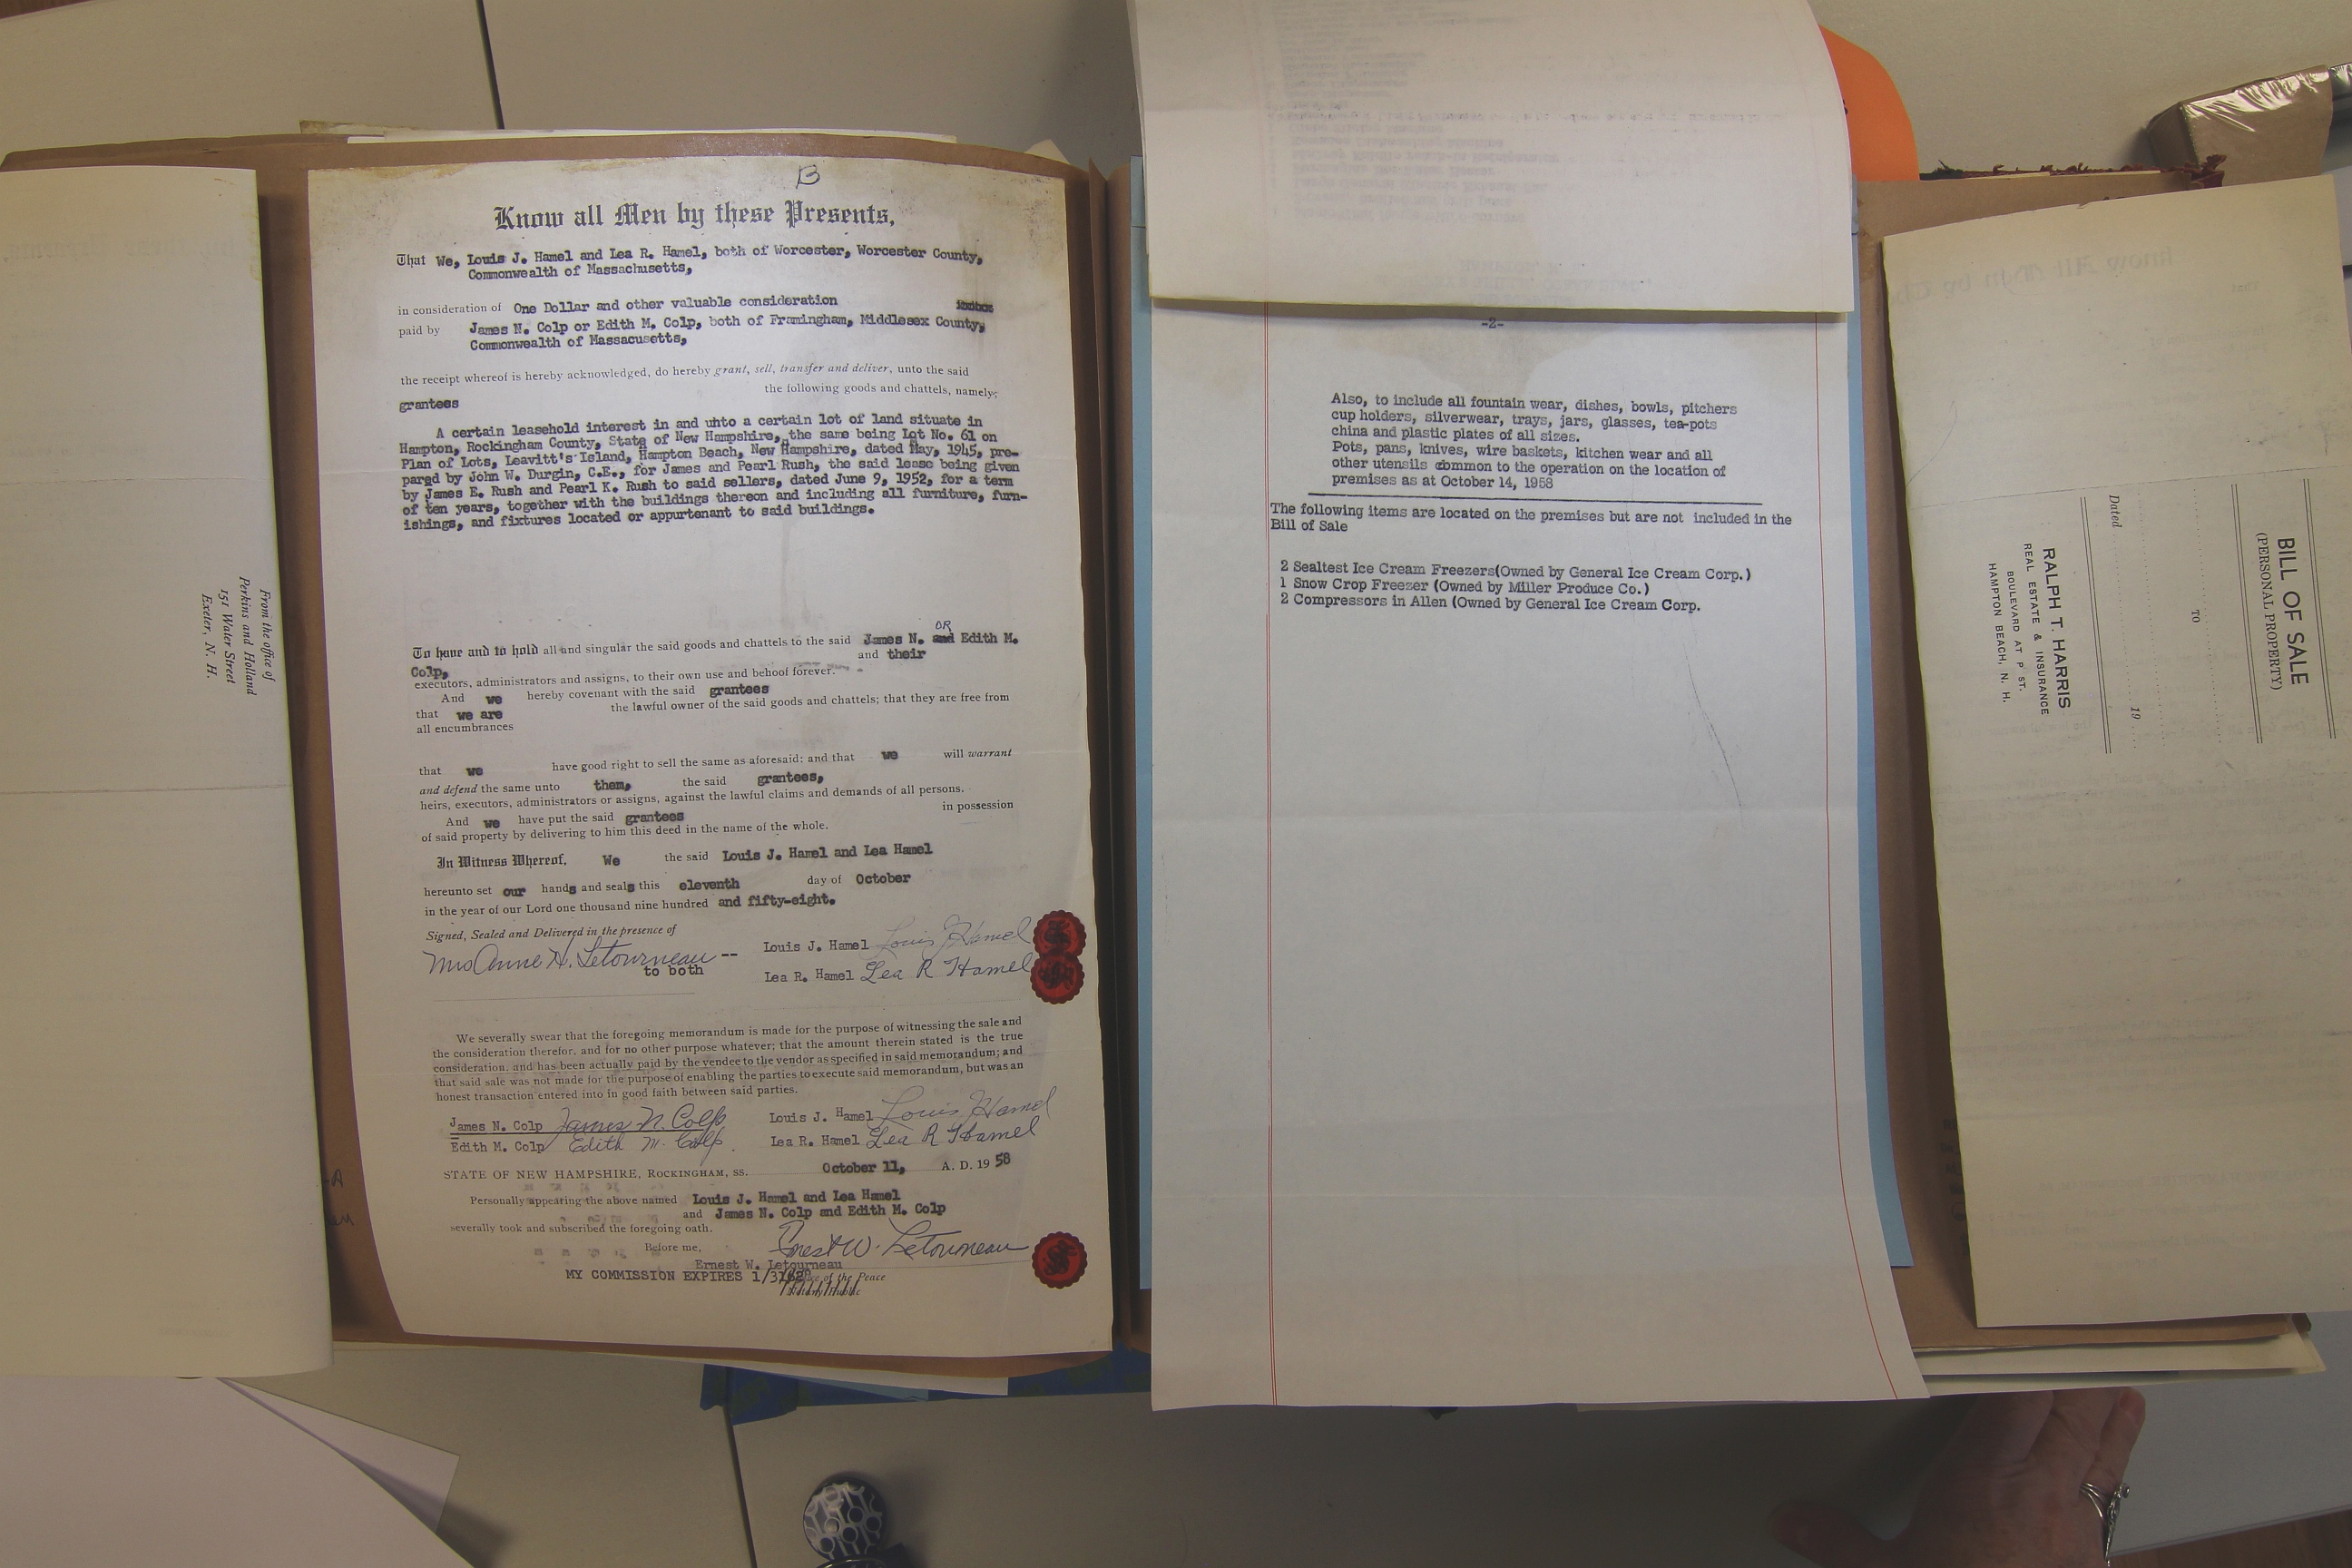 From the office of
Perkins and Holland
151 Water Street
Exeter, N. H.
B
Know all Men by these Presents,
That We, Louis J. Hamel and Lea R. Hamel, both of Worcester, Worcester County,
Commonwealth of Massachusetts,
in consideration of One Dollar and other valuable consideration
paid by James N. Colp or Edith M. Colp, both of Framingham, Middlesex County,
Commonwealth of Massacusetts,
the receipt whereof is hereby acknowledged, do hereby grant, sell, transfer and deliver, unto the said
grantees the following goods and chattels, namely;
A certain leasehold interest in and uhto a certain lot of land situate in
Hampton, Rockingham County, State of New Hampshire, the same being Lot No. 61 on
Plan of Lots, Leavitt's Island, Hampton Beach, New Hampshire, dated May, 1945, pre-
pared by John W. Durgin, C.E., for James and Pearl Rush, the said lease being given
by James E. Rush and Pearl K. Rush to said sellers, dated June 9, 1952, for a term
of ten years, together with the buildings thereon and including all furniture, furn-
ishings, and fixtures located or appurtenant to said buildings.
OR
To have and to hold all and singular the said goods and chattels to the said James N. and Edith M.
Colp, and their
executors, administrators and assigns, to their own use and behoof forever.
And we hereby covenant with the said grantees
that we are the lawful owner of the said goods and chattels; that they are free from
all encumbrances
that we have good right to sell the same as aforesaid; and that we will warrant
and defend the same unto them, the said grantees,
heirs, executors, administrators or assigns, against the lawful claims and demands of all persons.
And we have put the said grantees in possession
of said property by delivering to him this deed in the name of the whole.
In Witness Whereof, We the said Louis J. Hamel and Lea Hamel
hereunto set our hands and seals this eleventh day of October
in the year of our Lord one thousand nine hundred and fifty-eight.
Signed, Sealed and Delivered in the presence of
Mrs Anne H. Letourneau -- Louis J. Hamel Louis J Hamel
to both Lea R. Hamel Lea R Hamel
We severally swear that the foregoing memorandum is made for the purpose of witnessing the sale and
the consideration therefor, and for no other purpose whatever; that the amount therein stated is the true
consideration, and has been actually paid by the vendee to the vendor as specified in said memorandum; and
that said sale was not made for the purpose of enabling the parties to execute said memorandum, but was an
honest transaction entered into in good faith between said parties.
James N. Colp James N. Colp Louis J. Hamel Louis J Hamel
Edith M. Colp Edith M. Colp. Lea R. Hamel Lea R Hamel
STATE OF NEW HAMPSHIRE, ROCKINGHAM, SS. October 11, A. D. 1958
Personally appearing the above named Louis J. Hamel and Lea Hamel
and James N. Colp and Edith M. Colp
severally took and subscribed the foregoing oath.
Before me, Ernest W. Letourneau
Ernest W. Letourneau
MY COMMISSION EXPIRES of the Peace
-2-
Also, to include all fountain wear, dishes, bowls, pitchers
cup holders, silverwear, trays, jars, glasses, tea-pots
china and plastic plates of all sizes.
Pots, pans, knives, wire baskets, kitchen wear and all
other utensils common to the operation on the location of
premises as at October 14, 1958
The following items are located on the premises but are not included in the
Bill of Sale
2 Sealtest Ice Cream Freezers(Owned by General Ice Cream Corp.)
1 Snow Crop Freezer (Owned by Miller Produce Co.)
2 Compressors in Allen (Owned by General Ice Cream Corp.
BILL OF SALE
(PERSONAL PROPERTY)
TO
Dated 19
RALPH T. HARRIS
REAL ESTATE & INSURANCE
BOULEVARD AT P ST.
HAMPTON BEACH, N. H.